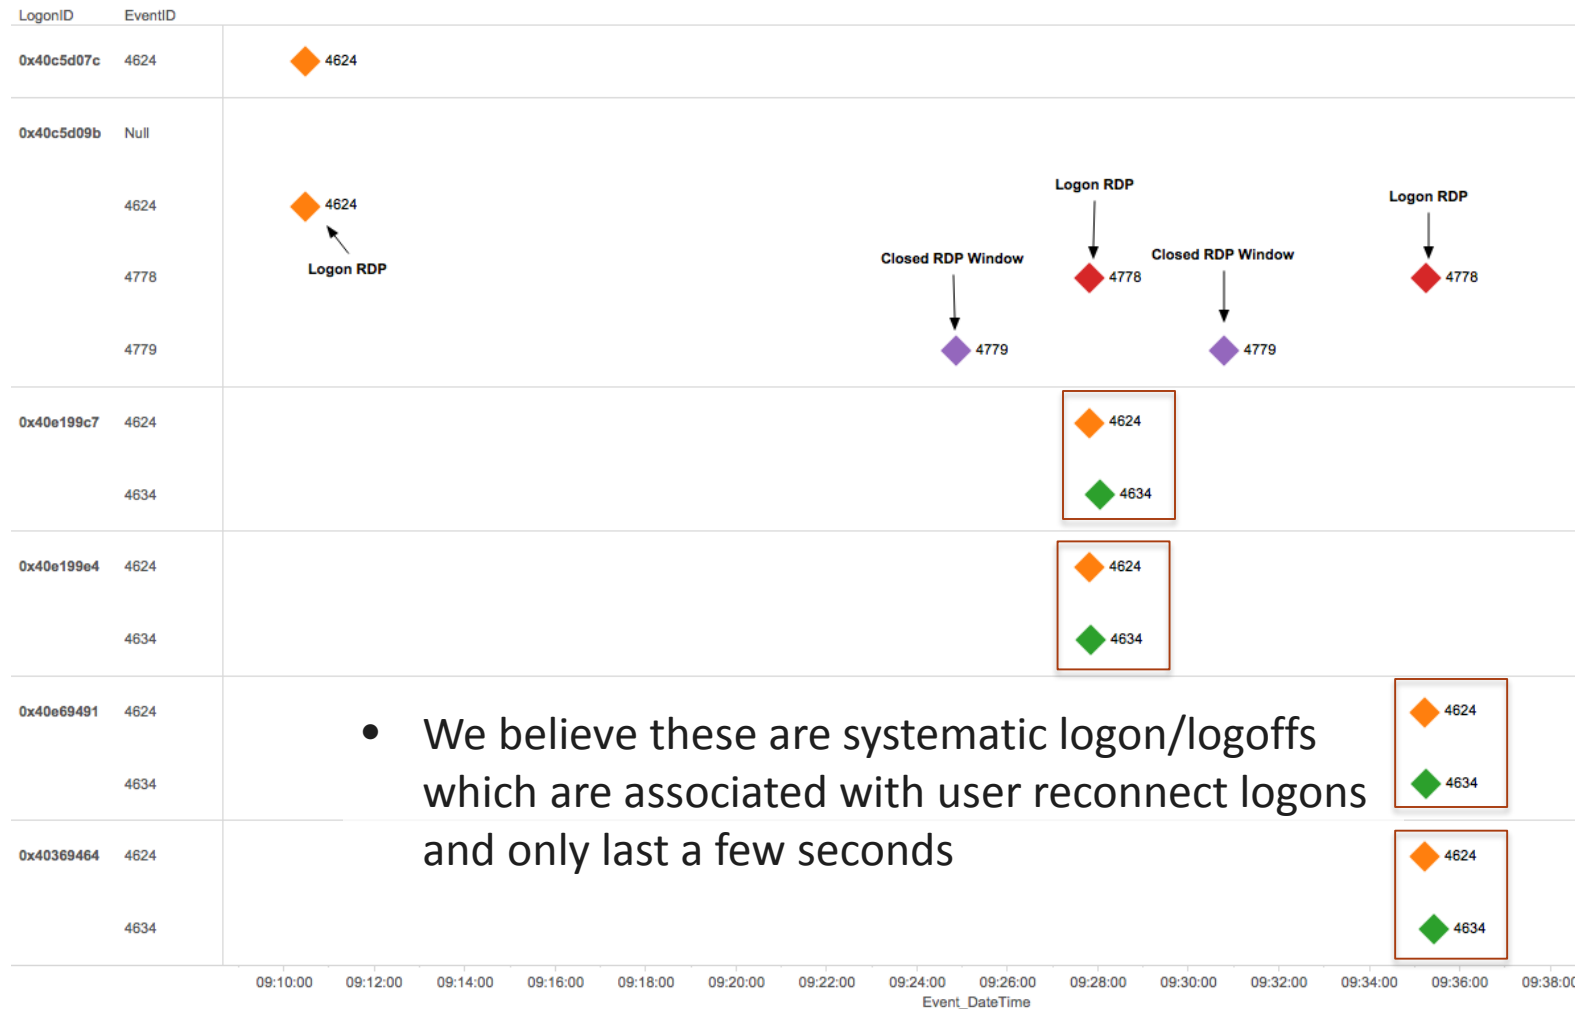 LogonID EventID
0x40c5d07c 4624 4624
0x40c5d09b Null
Logon RDP
Logon RDP
4624 4624
Closed RDP Window Closed RDP Window
Logon RDP
4778 4778 4778
4779 4779 4779
0x40e199c7 4624 4624
4634 4634
0x40e199e4 4624 4624
4634 4634
0x40e69491 4624 4624
• We believe these are systematic logon/logoffs
4634 4634
which are associated with user reconnect logons
and only last a few seconds
0x40369464 4624 4624
4634 4634
09:10:00 09:12:00 09:14:00 09:16:00 09:18:00 09:20:00 09:22:00 09:24:00 09:26:00 09:28:00 09:30:00 09:32:00 09:34:00 09:36:00 09:38:00
Event_DateTime